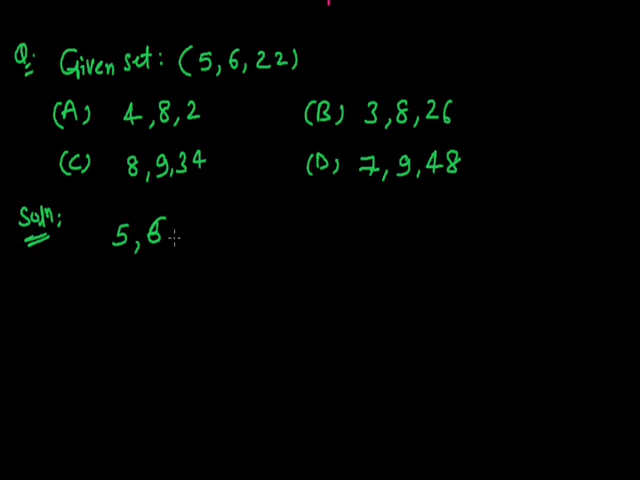 Q: Given set: (5, 6, 22)
(A) 4, 8, 2 (B) 3, 8, 26
(C) 8, 9, 34 (D) 7, 9, 48
Soln: 5, 6